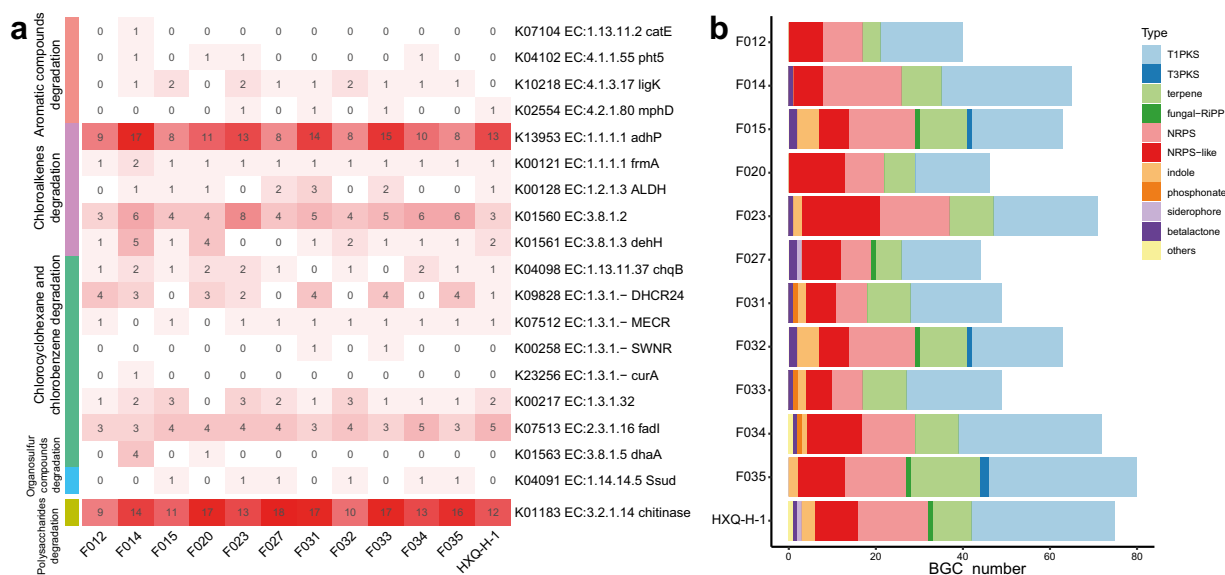 a
Aromatic compounds
degradation
Chloroalkenes
degradation
Chlorocyclohexane and
chlorobenzene degradation
Organosulfur
compounds
degradation
Polysaccharides
degradation
0 1 0 0 0 0 0 0 0 0 0 0 K07104 EC:1.13.11.2 catE
0 1 0 1 1 0 0 0 0 1 0 0 K04102 EC:4.1.1.55 pht5
0 1 2 0 2 1 1 2 1 1 1 0 K10218 EC:4.1.3.17 ligK
0 0 0 0 1 0 1 0 1 0 0 1 K02554 EC:4.2.1.80 mphD
9 17 8 11 13 8 14 8 15 10 8 13 K13953 EC:1.1.1.1 adhP
1 2 1 1 1 1 1 1 1 1 1 1 K00121 EC:1.1.1.1 frmA
0 1 1 1 0 2 3 0 2 0 0 1 K00128 EC:1.2.1.3 ALDH
3 6 4 4 8 4 5 4 5 6 6 3 K01560 EC:3.8.1.2
1 5 1 4 0 0 1 2 1 1 1 2 K01561 EC:3.8.1.3 dehH
1 2 1 2 2 1 0 1 0 2 1 1 K04098 EC:1.13.11.37 chqB
4 3 0 3 2 0 4 0 4 0 4 1 K09828 EC:1.3.1.− DHCR24
1 0 1 0 1 1 1 1 1 1 1 1 K07512 EC:1.3.1.− MECR
0 0 0 0 0 0 1 0 1 0 0 0 K00258 EC:1.3.1.− SWNR
0 1 0 0 0 0 0 0 0 0 0 0 K23256 EC:1.3.1.− curA
1 2 3 0 3 2 1 3 1 1 1 2 K00217 EC:1.3.1.32
3 3 4 4 4 4 3 4 3 5 3 5 K07513 EC:2.3.1.16 fadI
0 4 0 1 0 0 0 0 0 0 0 0 K01563 EC:3.8.1.5 dhaA
0 0 1 0 1 1 0 1 0 1 1 0 K04091 EC:1.14.14.5 Ssud
9 14 11 17 13 18 17 10 17 13 16 12 K01183 EC:3.2.1.14 chitinase
F012 F014 F015 F020 F023 F027 F031 F032 F033 F034 F035 HXQ-H-1
b
F012
F014
F015
F020
F023
F027
F031
F032
F033
F034
F035
HXQ-H-1
0 20 40 60 80
BGC number
Type
T1PKS
T3PKS
terpene
fungal−RiPP
NRPS
NRPS−like
indole
phosphonate
siderophore
betalactone
others